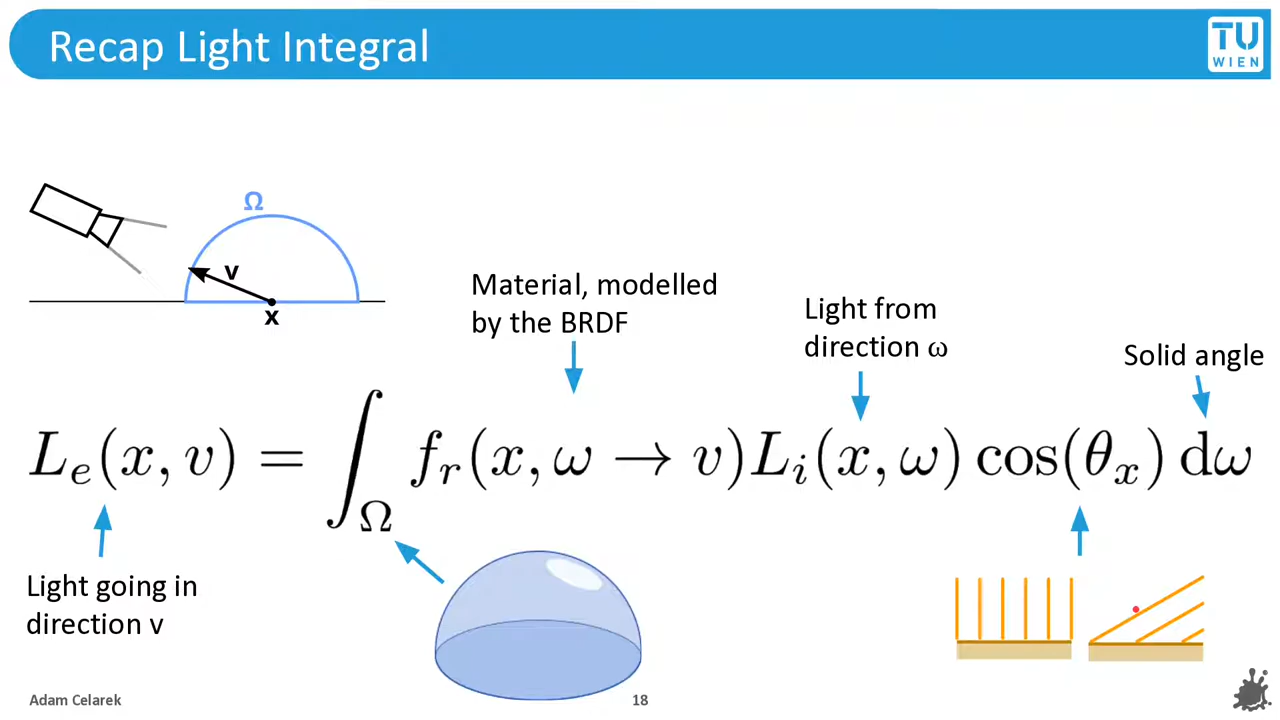 Recap Light Integral
TU
WIEN
Ω
v
x
Material, modelled
by the BRDF
Light from
direction ω
Solid angle
L_e(x, v) = ∫_Ω f_r(x, ω → v)L_i(x, ω) cos(θ_x) dω
Light going in
direction v
Adam Celarek
18